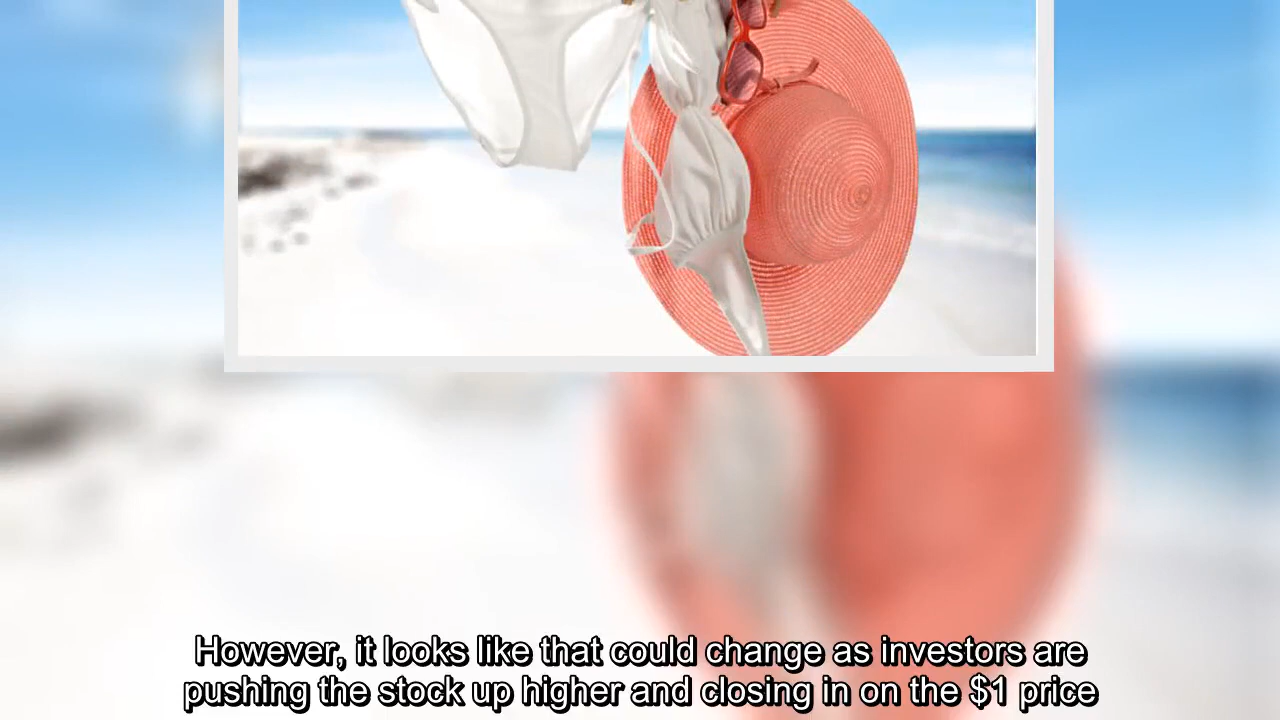 However, it looks like that could change as investors are
pushing the stock up higher and closing in on the $1 price